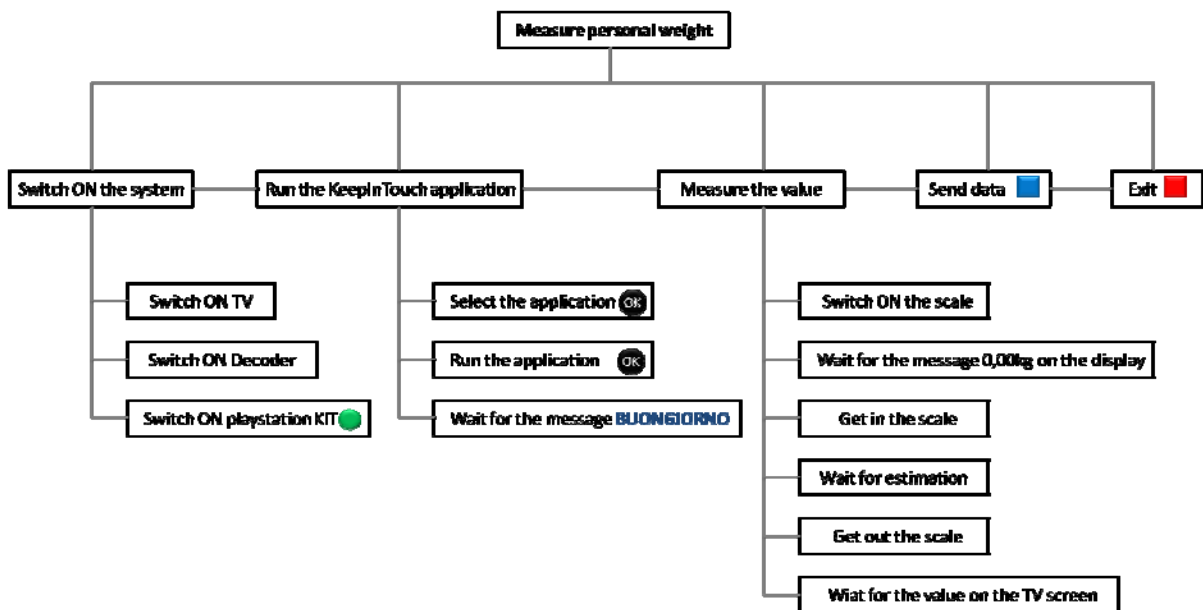 Measure personal weight
Switch ON the system
Run the KeepInTouch application
Measure the value
Send data
Exit
Switch ON TV
Switch ON Decoder
Switch ON playstation KIT
Select the application OK
Run the application OK
Wait for the message BUONGIORNO
Switch ON the scale
Wait for the message 0,00kg on the display
Get in the scale
Wait for estimation
Get out the scale
Wiat for the value on the TV screen